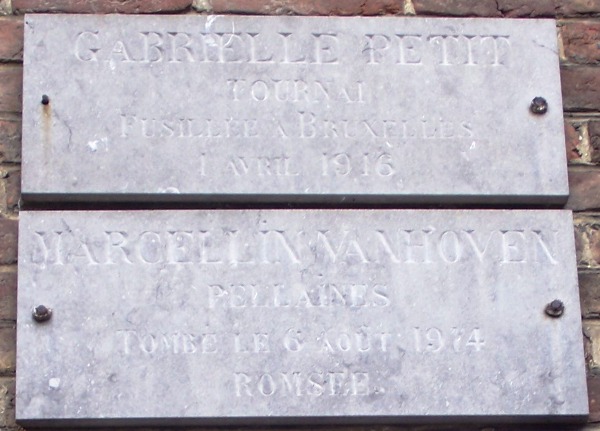 GABRIELLE PETIT
TOURNAI
FUSILLÉE A BRUXELLES
1 AVRIL 1916
MARCELLIN VANHOVEN
PELLAINES
TOMBÉ LE 6 AOÛT 1914
ROMSÉE